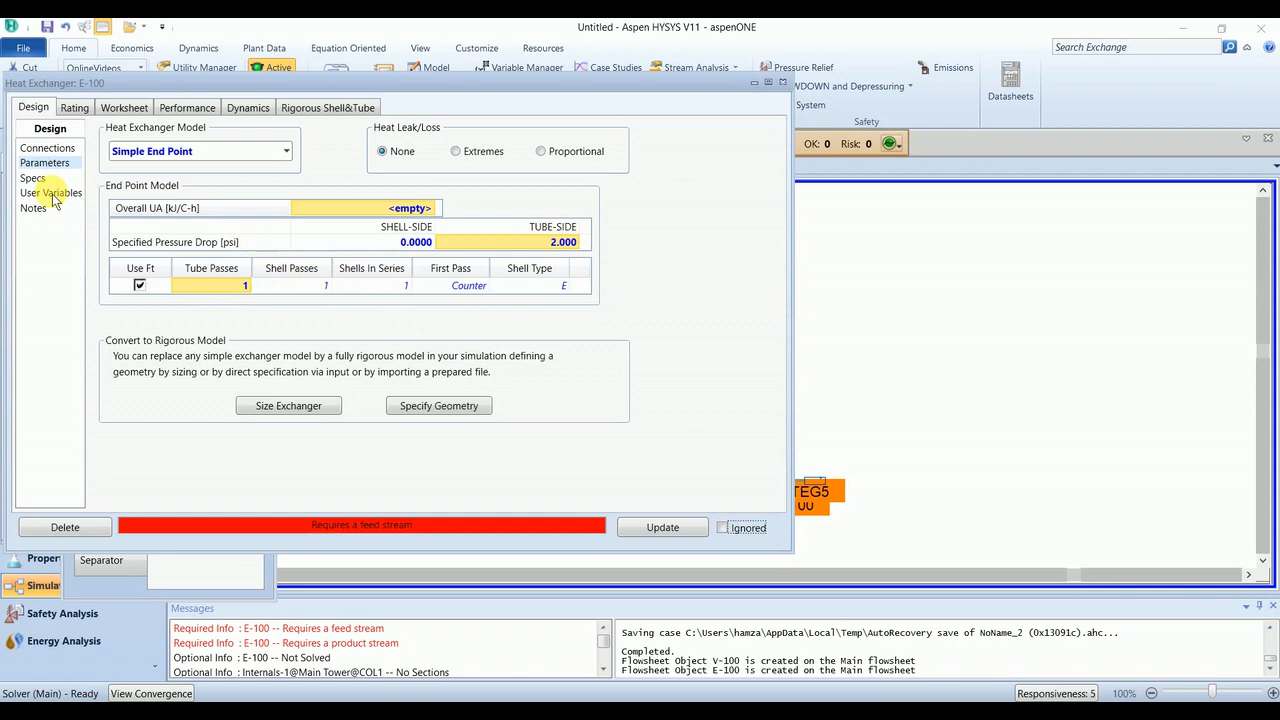 Untitled - Aspen HYSYS V11 - aspenONE
File Home Economics Dynamics Plant Data Equation Oriented View Customize Resources Search Exchange
Cut OnlineVideos Utility Manager Active Model Variable Manager Case Studies Stream Analysis Pressure Relief Emissions
WDOWN and Depressuring
System
Datasheets
Safety
Heat Exchanger: E-100
Design Rating Worksheet Performance Dynamics Rigorous Shell&Tube
Design
Connections
Parameters
Specs
User Variables
Notes
Heat Exchanger Model
Simple End Point
Heat Leak/Loss
None Extremes Proportional
OK: 0 Risk: 0
End Point Model
Overall UA [kJ/C-h] <empty>
SHELL-SIDE TUBE-SIDE
Specified Pressure Drop [psi] 0.0000 2.000
Use Ft Tube Passes Shell Passes Shells In Series First Pass Shell Type
1 1 1 Counter E
Convert to Rigorous Model
You can replace any simple exchanger model by a fully rigorous model in your simulation defining a
geometry by sizing or by direct specification via input or by importing a prepared file.
Size Exchanger Specify Geometry
TEG5
Delete Requires a feed stream Update Ignored
Proper
Separator
Simula
Safety Analysis
Energy Analysis
Messages
Required Info : E-100 -- Requires a feed stream
Required Info : E-100 -- Requires a product stream
Optional Info : E-100 -- Not Solved
Optional Info : Internals-1@Main Tower@COL1 -- No Sections
Saving case C:\Users\hamza\AppData\Local\Temp\AutoRecovery save of NoName_2 (0x13091c).ahc...
Completed.
Flowsheet Object V-100 is created on the Main flowsheet
Flowsheet Object E-100 is created on the Main flowsheet
Solver (Main) - Ready View Convergence Responsiveness: 5 100%